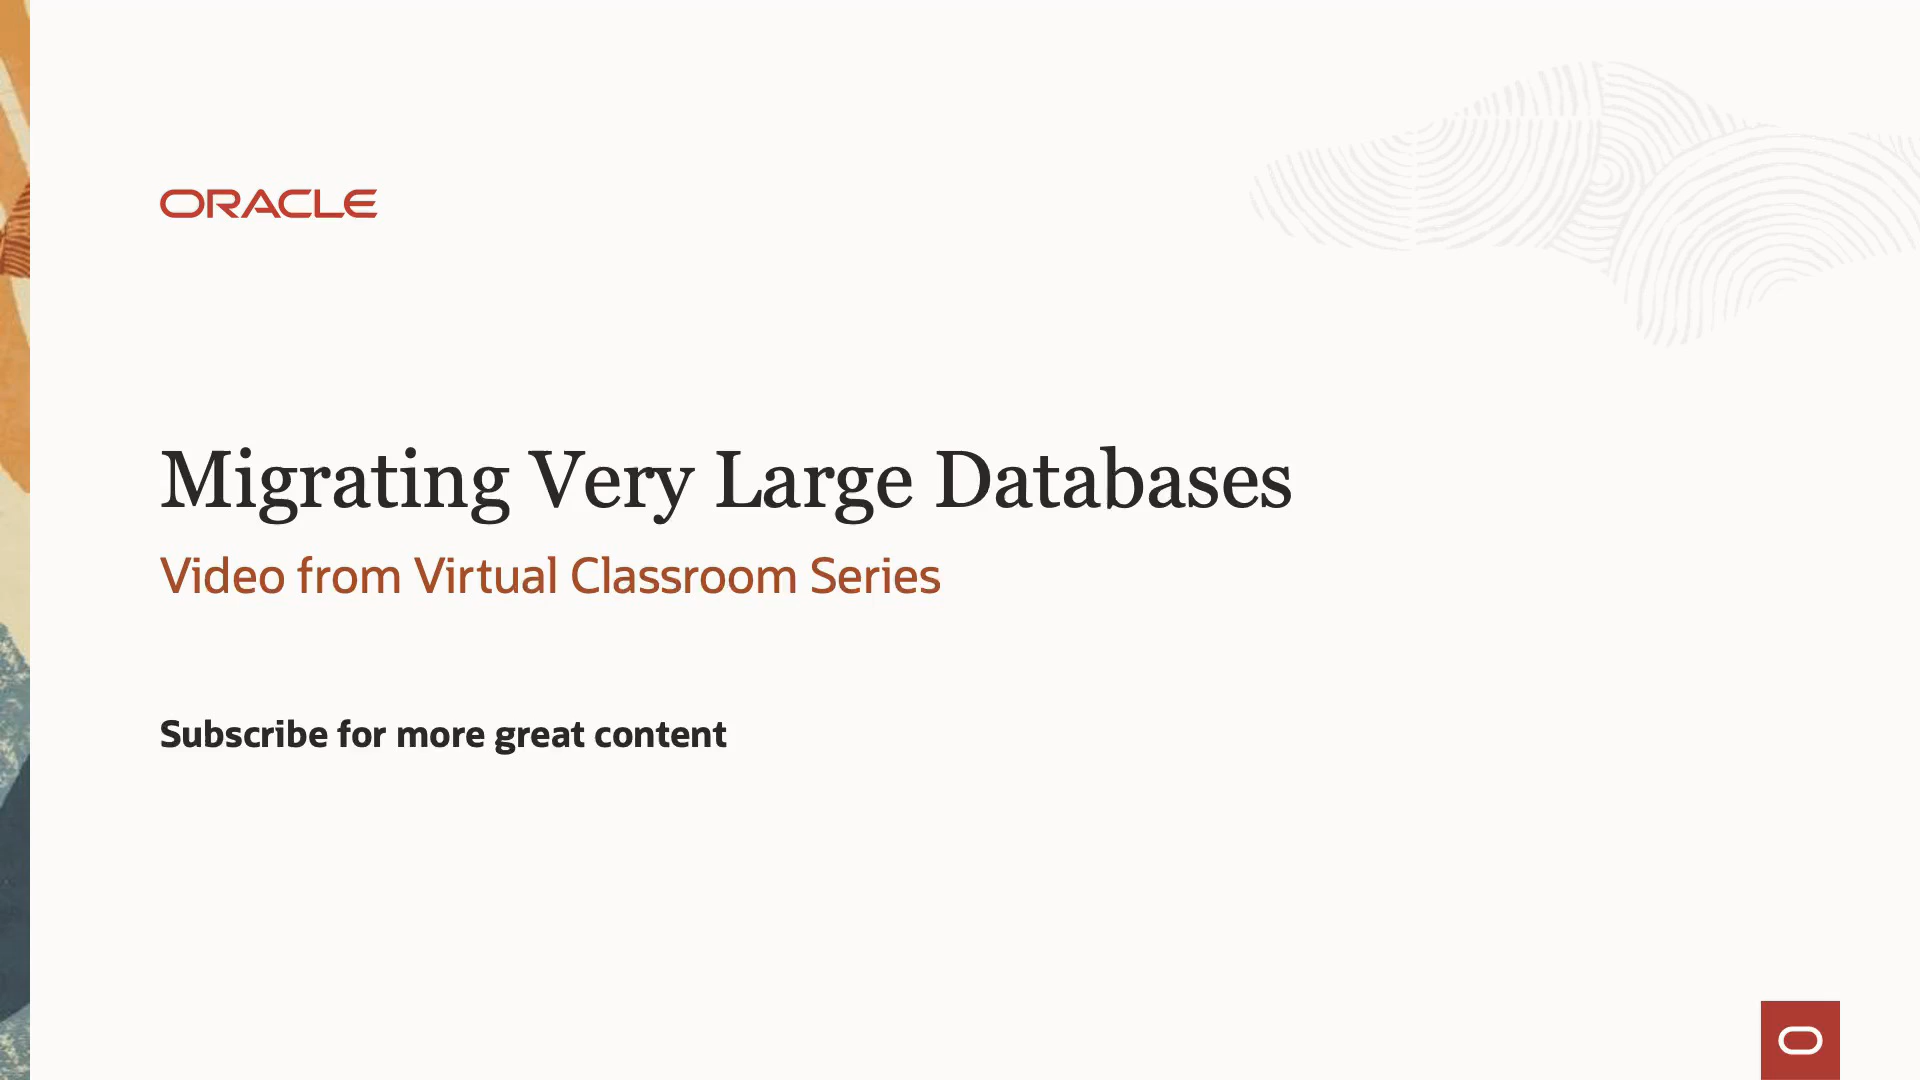 ORACLE
Migrating Very Large Databases
Video from Virtual Classroom Series
Subscribe for more great content